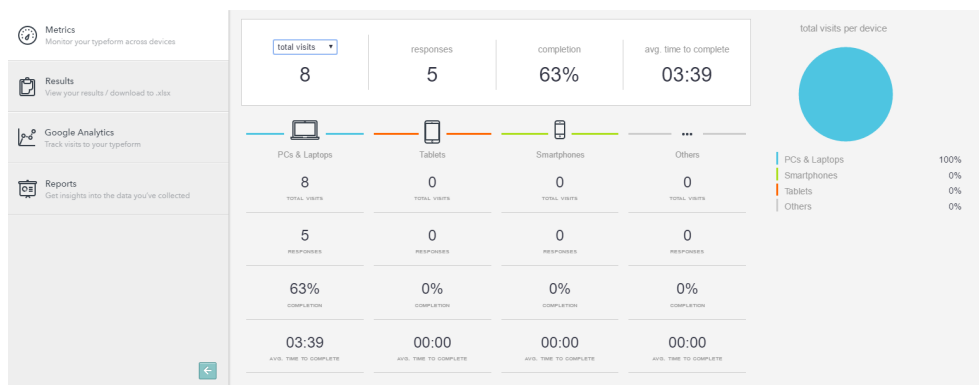 Metrics
Monitor your typeform across devices
Results
View your results / download to .xlsx
Google Analytics
Track visits to your typeform
Reports
Get insights into the data you've collected
total visits responses completion avg. time to complete
8 5 63% 03:39
PCs & Laptops Tablets Smartphones Others
8 0 0 0
TOTAL VISITS TOTAL VISITS TOTAL VISITS TOTAL VISITS
5 0 0 0
RESPONSES RESPONSES RESPONSES RESPONSES
63% 0% 0% 0%
COMPLETION COMPLETION COMPLETION COMPLETION
03:39 00:00 00:00 00:00
AVG. TIME TO COMPLETE AVG. TIME TO COMPLETE AVG. TIME TO COMPLETE AVG. TIME TO COMPLETE
total visits per device
PCs & Laptops 100%
Smartphones 0%
Tablets 0%
Others 0%